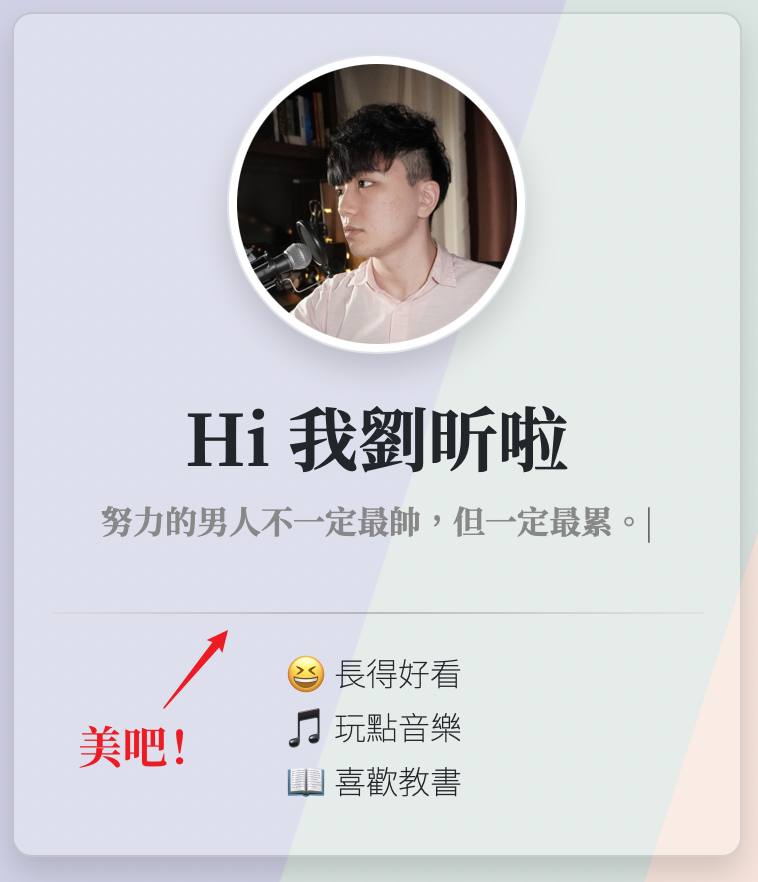 Hi 我劉昕啦
努力的男人不一定最帥，但一定最累。|
😆 長得好看
美吧！
🎵 玩點音樂
📖 喜歡教書